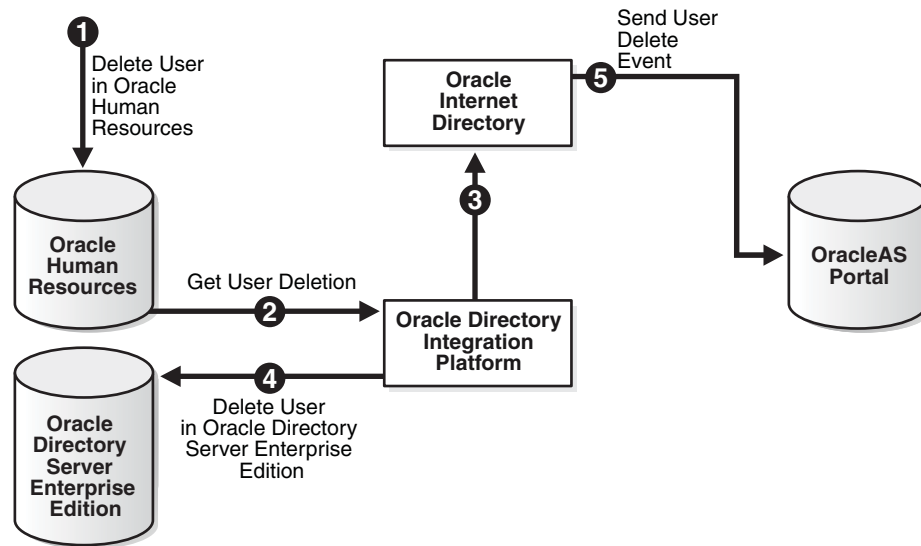 1
Delete User
in Oracle
Human
Resources
Oracle
Human
Resources
Get User Deletion
2
Oracle Directory
Integration
Platform
3
Oracle
Internet
Directory
4
Delete User
in Oracle Directory
Server Enterprise
Edition
Oracle
Directory
Server
Enterprise
Edition
Send User
Delete
Event
5
OracleAS
Portal